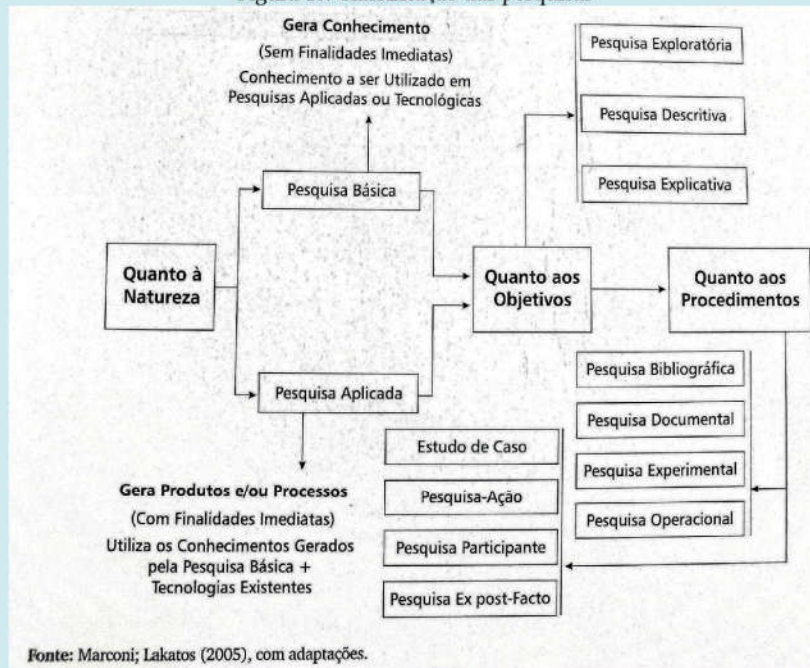 Gera Conhecimento
(Sem Finalidades Imediatas)
Conhecimento a ser Utilizado em
Pesquisas Aplicadas ou Tecnológicas
Pesquisa Exploratória
Pesquisa Descritiva
Pesquisa Explicativa
Pesquisa Básica
Quanto à
Natureza
Quanto aos
Objetivos
Quanto aos
Procedimentos
Pesquisa Aplicada
Gera Produtos e/ou Processos
(Com Finalidades Imediatas)
Utiliza os Conhecimentos Gerados
pela Pesquisa Básica +
Tecnologias Existentes
Pesquisa Bibliográfica
Pesquisa Documental
Pesquisa Experimental
Pesquisa Operacional
Estudo de Caso
Pesquisa-Ação
Pesquisa Participante
Pesquisa Ex post-Facto
Fonte: Marconi; Lakatos (2005), com adaptações.